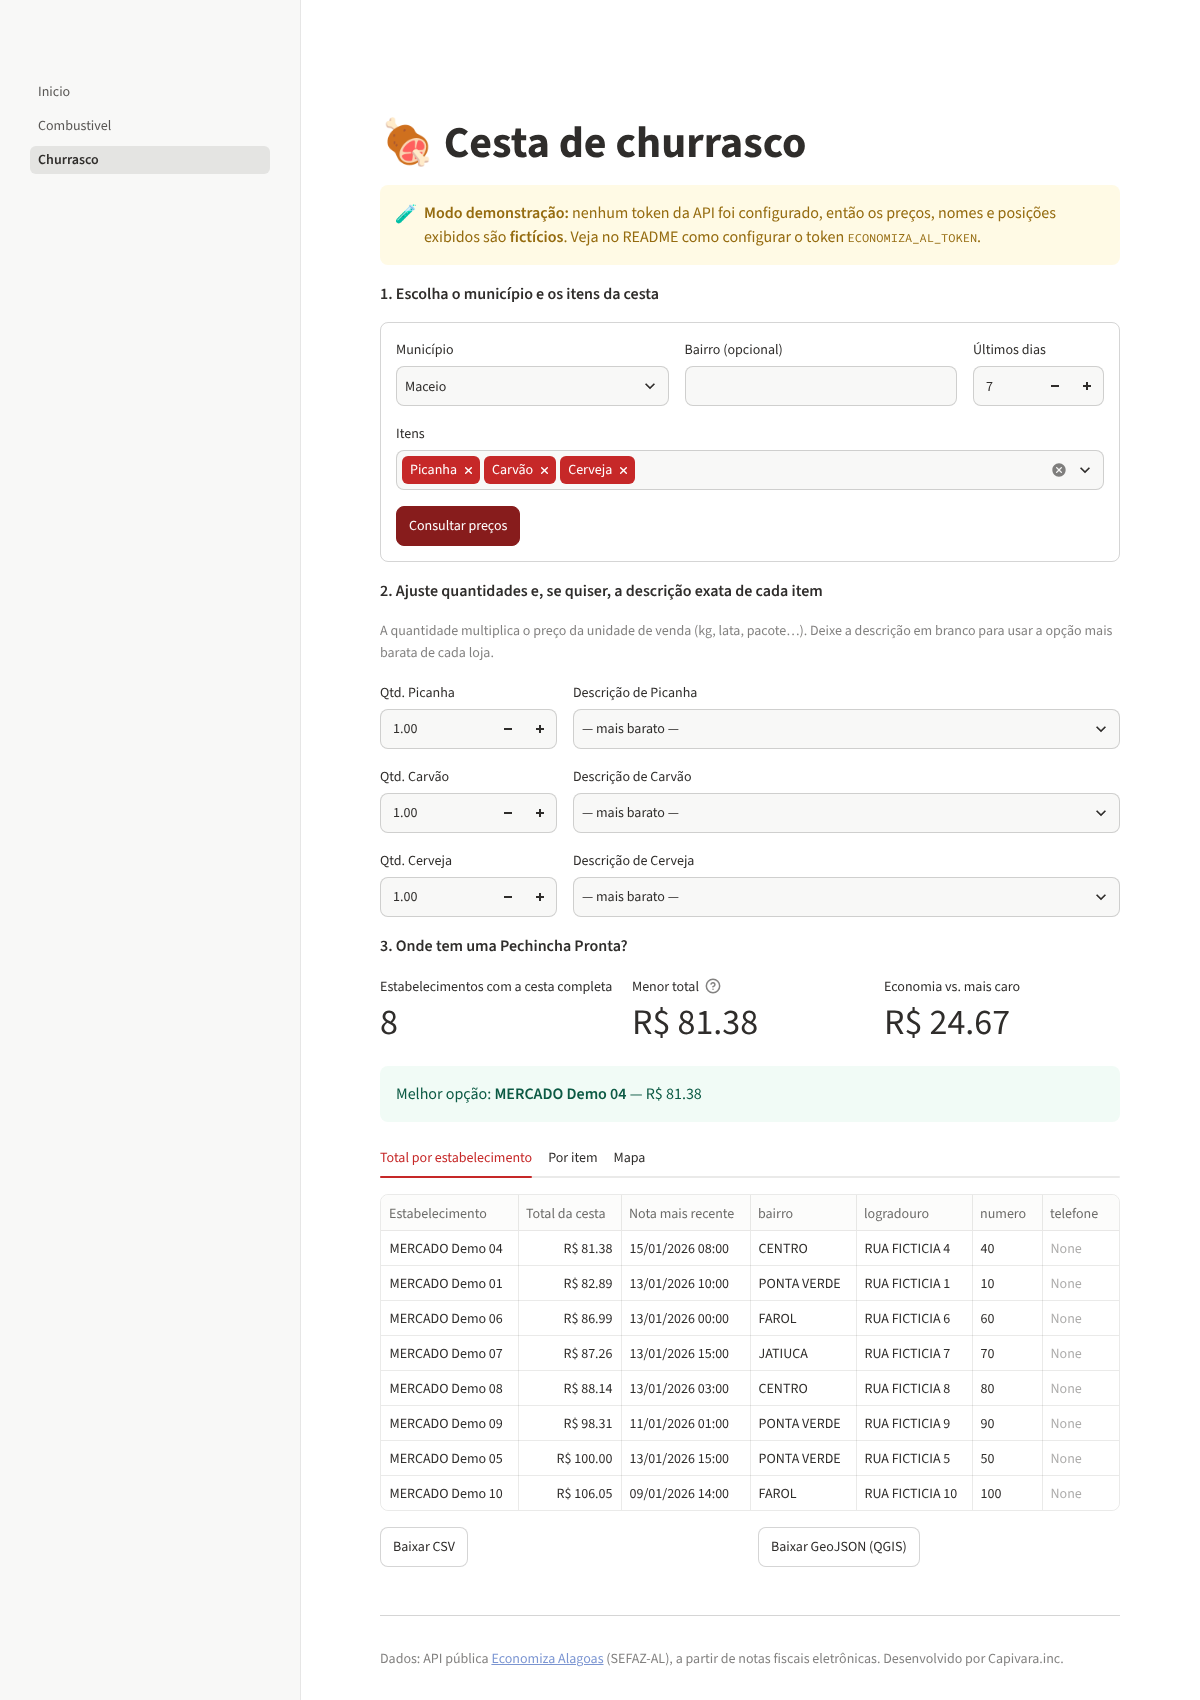 Inicio
Combustivel
Churrasco
Cesta de churrasco
Modo demonstração: nenhum token da API foi configurado, então os preços, nomes e posições
exibidos são fictícios. Veja no README como configurar o token ECONOMIZA_AL_TOKEN.
1. Escolha o município e os itens da cesta
Município Bairro (opcional) Últimos dias
Maceio 7
Itens
Picanha Carvão Cerveja
Consultar preços
2. Ajuste quantidades e, se quiser, a descrição exata de cada item
A quantidade multiplica o preço da unidade de venda (kg, lata, pacote…). Deixe a descrição em branco para usar a opção mais
barata de cada loja.
Qtd. Picanha Descrição de Picanha
1.00 — mais barato —
Qtd. Carvão Descrição de Carvão
1.00 — mais barato —
Qtd. Cerveja Descrição de Cerveja
1.00 — mais barato —
3. Onde tem uma Pechincha Pronta?
Estabelecimentos com a cesta completa Menor total Economia vs. mais caro
8 R$ 81.38 R$ 24.67
Melhor opção: MERCADO Demo 04 — R$ 81.38
Total por estabelecimento Por item Mapa
Estabelecimento Total da cesta Nota mais recente bairro logradouro numero telefone
MERCADO Demo 04 R$ 81.38 15/01/2026 08:00 CENTRO RUA FICTICIA 4 40 None
MERCADO Demo 01 R$ 82.89 13/01/2026 10:00 PONTA VERDE RUA FICTICIA 1 10 None
MERCADO Demo 06 R$ 86.99 13/01/2026 00:00 FAROL RUA FICTICIA 6 60 None
MERCADO Demo 07 R$ 87.26 13/01/2026 15:00 JATIUCA RUA FICTICIA 7 70 None
MERCADO Demo 08 R$ 88.14 13/01/2026 03:00 CENTRO RUA FICTICIA 8 80 None
MERCADO Demo 09 R$ 98.31 11/01/2026 01:00 PONTA VERDE RUA FICTICIA 9 90 None
MERCADO Demo 05 R$ 100.00 13/01/2026 15:00 PONTA VERDE RUA FICTICIA 5 50 None
MERCADO Demo 10 R$ 106.05 09/01/2026 14:00 FAROL RUA FICTICIA 10 100 None
Baixar CSV Baixar GeoJSON (QGIS)
Dados: API pública Economiza Alagoas (SEFAZ-AL), a partir de notas fiscais eletrônicas. Desenvolvido por Capivara.inc.